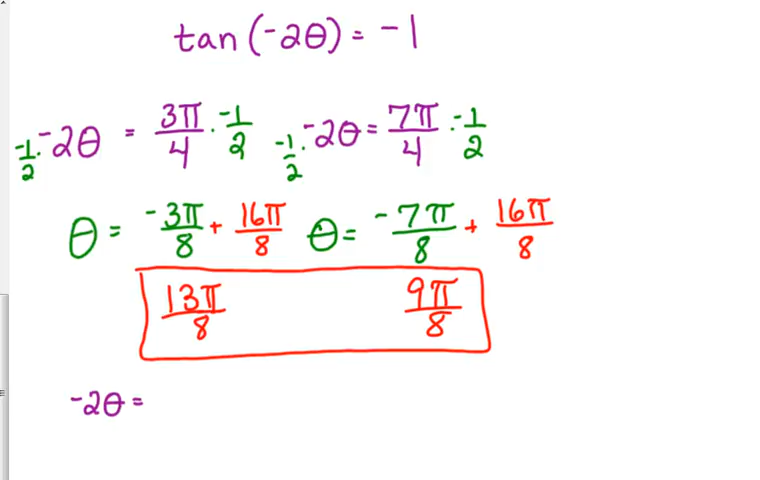 tan(-2θ) = -1
-1/2 · -2θ = 3π/4 · -1/2   -1/2 · -2θ = 7π/4 · -1/2
θ = -3π/8 + 16π/8   θ = -7π/8 + 16π/8
13π/8   9π/8
-2θ =